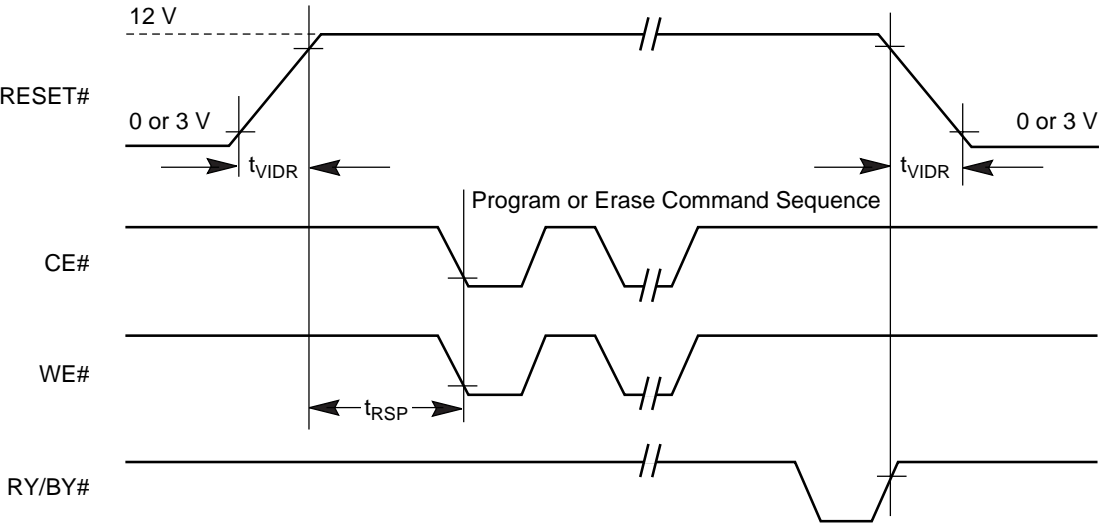 12 V
RESET#
0 or 3 V
0 or 3 V
tVIDR
tVIDR
Program or Erase Command Sequence
CE#
WE#
tRSP
RY/BY#